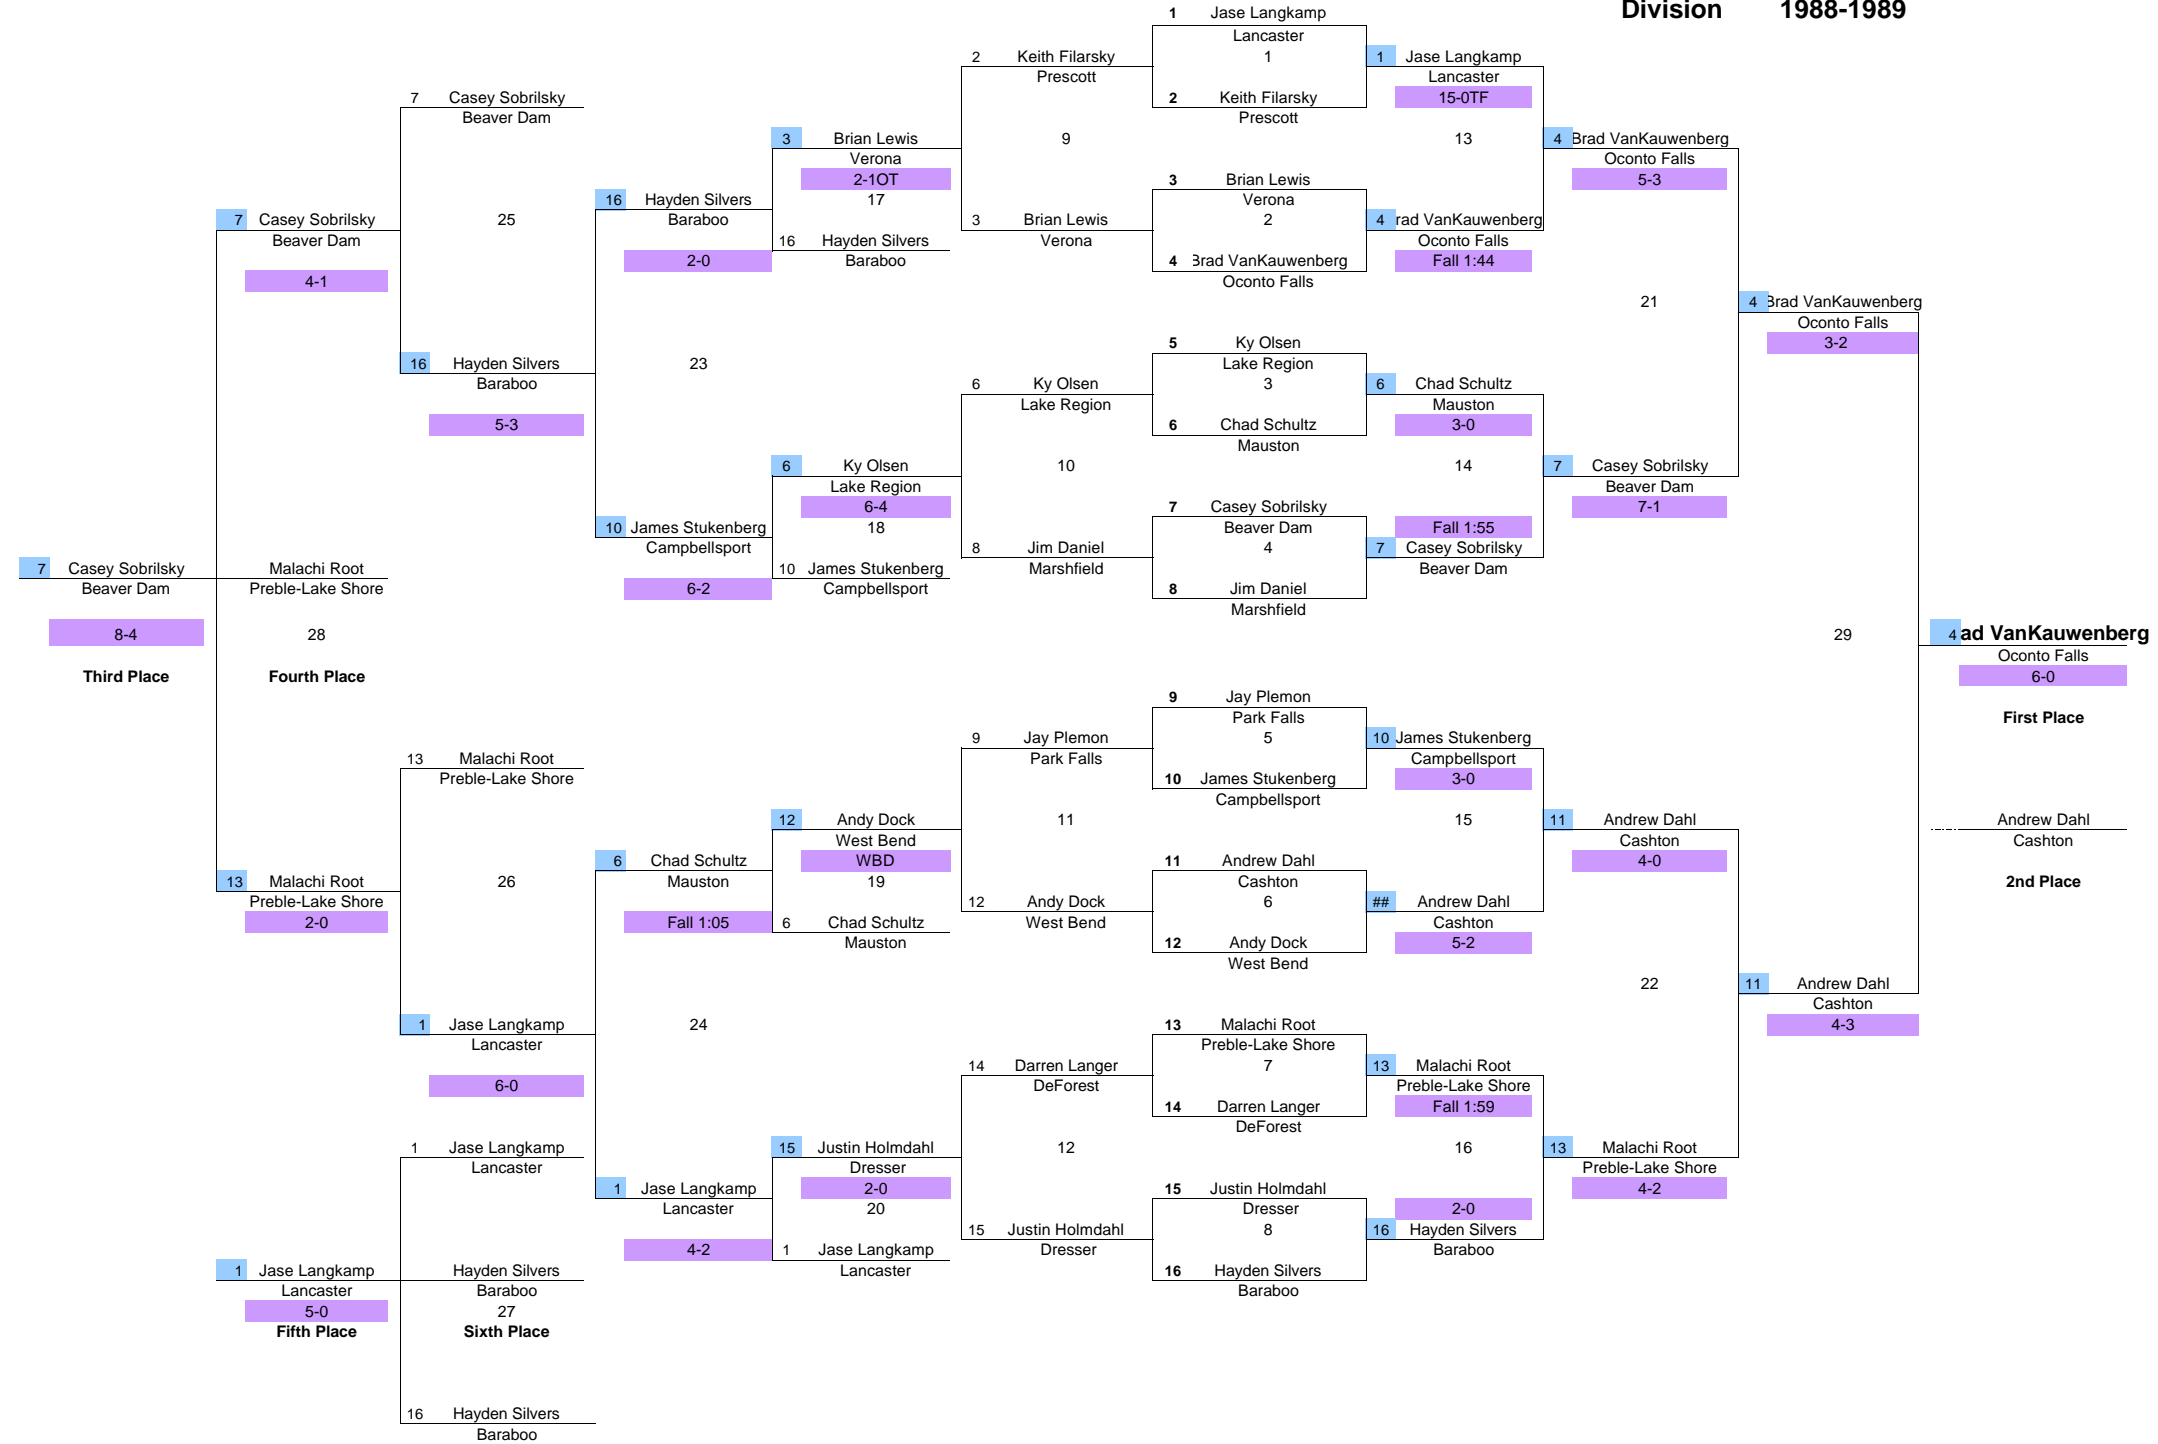 Division 1988-1989
1 Jase Langkamp
Lancaster
2 Keith Filarsky 1 1 Jase Langkamp
Prescott Lancaster
7 Casey Sobrilsky 2 Keith Filarsky 15-0TF
Beaver Dam Prescott
3 Brian Lewis 9 13 4 Brad VanKauwenberg
Verona Oconto Falls
2-1OT 3 Brian Lewis 5-3
16 Hayden Silvers 17 Verona
7 Casey Sobrilsky 25 Baraboo 3 Brian Lewis 2 4 rad VanKauwenberg
Beaver Dam 16 Hayden Silvers Verona Oconto Falls
2-0 Baraboo 4 Brad VanKauwenberg Fall 1:44
4-1 Oconto Falls
21 4 Brad VanKauwenberg
Oconto Falls
5 Ky Olsen 3-2
16 Hayden Silvers 23 Lake Region
Baraboo 6 Ky Olsen 3 6 Chad Schultz
Lake Region Mauston
5-3 6 Chad Schultz 3-0
Mauston
6 Ky Olsen 10 14 7 Casey Sobrilsky
Lake Region Beaver Dam
6-4 7 Casey Sobrilsky 7-1
10 James Stukenberg 18 Beaver Dam Fall 1:55
Campbellsport 8 Jim Daniel 4 7 Casey Sobrilsky
7 Casey Sobrilsky Malachi Root 10 James Stukenberg Marshfield Beaver Dam
Beaver Dam Preble-Lake Shore 6-2 Campbellsport 8 Jim Daniel
Marshfield
8-4 28 29 4 ad VanKauwenberg
Oconto Falls
Third Place Fourth Place 6-0
9 Jay Plemon
Park Falls First Place
9 Jay Plemon 5 10 James Stukenberg
13 Malachi Root Park Falls Campbellsport
Preble-Lake Shore 10 James Stukenberg 3-0
Campbellsport
12 Andy Dock 11 15 11 Andrew Dahl Andrew Dahl
West Bend Cashton Cashton
6 Chad Schultz WBD 11 Andrew Dahl 4-0
13 Malachi Root 26 Mauston 19 Cashton 2nd Place
Preble-Lake Shore 12 Andy Dock 6 ## Andrew Dahl
2-0 Fall 1:05 6 Chad Schultz West Bend Cashton
Mauston 12 Andy Dock 5-2
West Bend
22 11 Andrew Dahl
Cashton
1 Jase Langkamp 24 13 Malachi Root 4-3
Lancaster Preble-Lake Shore
14 Darren Langer 7 13 Malachi Root
6-0 DeForest Preble-Lake Shore
14 Darren Langer Fall 1:59
DeForest
1 Jase Langkamp 15 Justin Holmdahl 12 16 13 Malachi Root
Lancaster Dresser Preble-Lake Shore
1 Jase Langkamp 2-0 15 Justin Holmdahl 2-0 4-2
Lancaster 20 Dresser
15 Justin Holmdahl 8 16 Hayden Silvers
4-2 1 Jase Langkamp Dresser Baraboo
1 Jase Langkamp Hayden Silvers Lancaster 16 Hayden Silvers
Lancaster Baraboo Baraboo
5-0 27
Fifth Place Sixth Place
16 Hayden Silvers
Baraboo